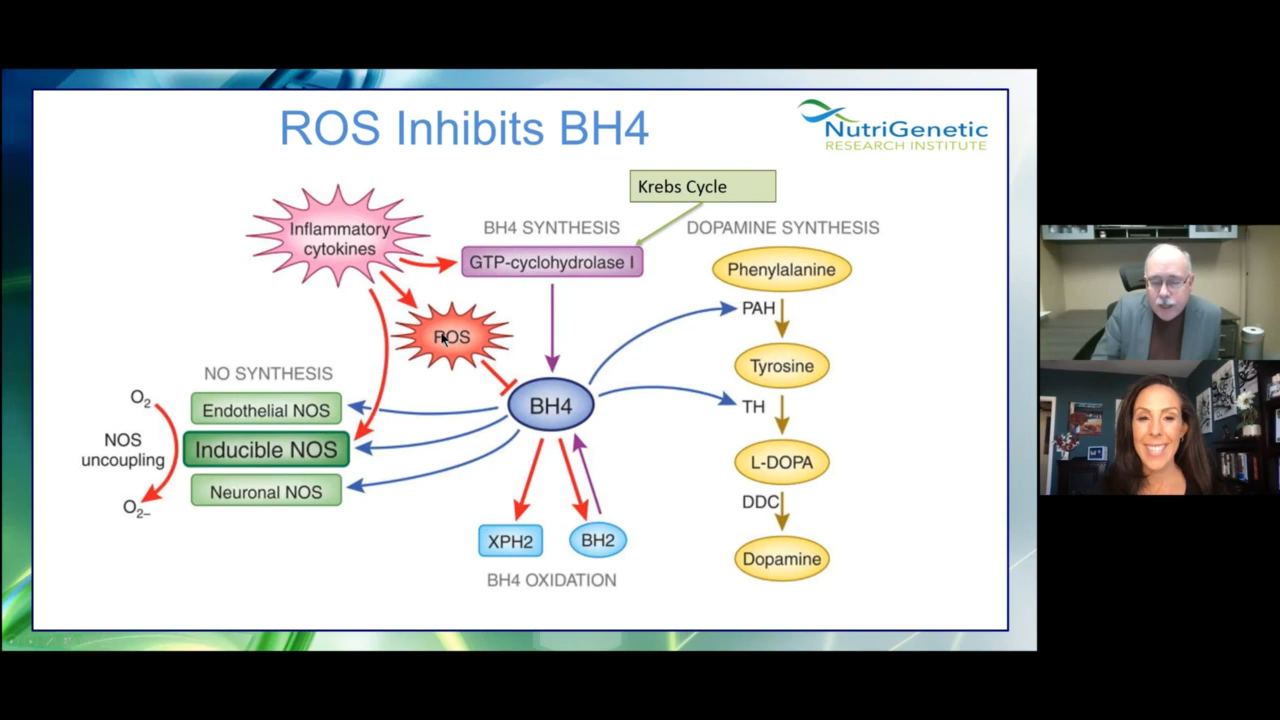 ROS Inhibits BH4
NutriGenetic
RESEARCH INSTITUTE
Krebs Cycle
Inflammatory
cytokines
BH4 SYNTHESIS
DOPAMINE SYNTHESIS
GTP-cyclohydrolase I
Phenylalanine
PAH
ROS
Tyrosine
NO SYNTHESIS
O₂
Endothelial NOS
BH4
TH
NOS
uncoupling
Inducible NOS
L-DOPA
Neuronal NOS
DDC
O₂₋
XPH2
BH2
Dopamine
BH4 OXIDATION